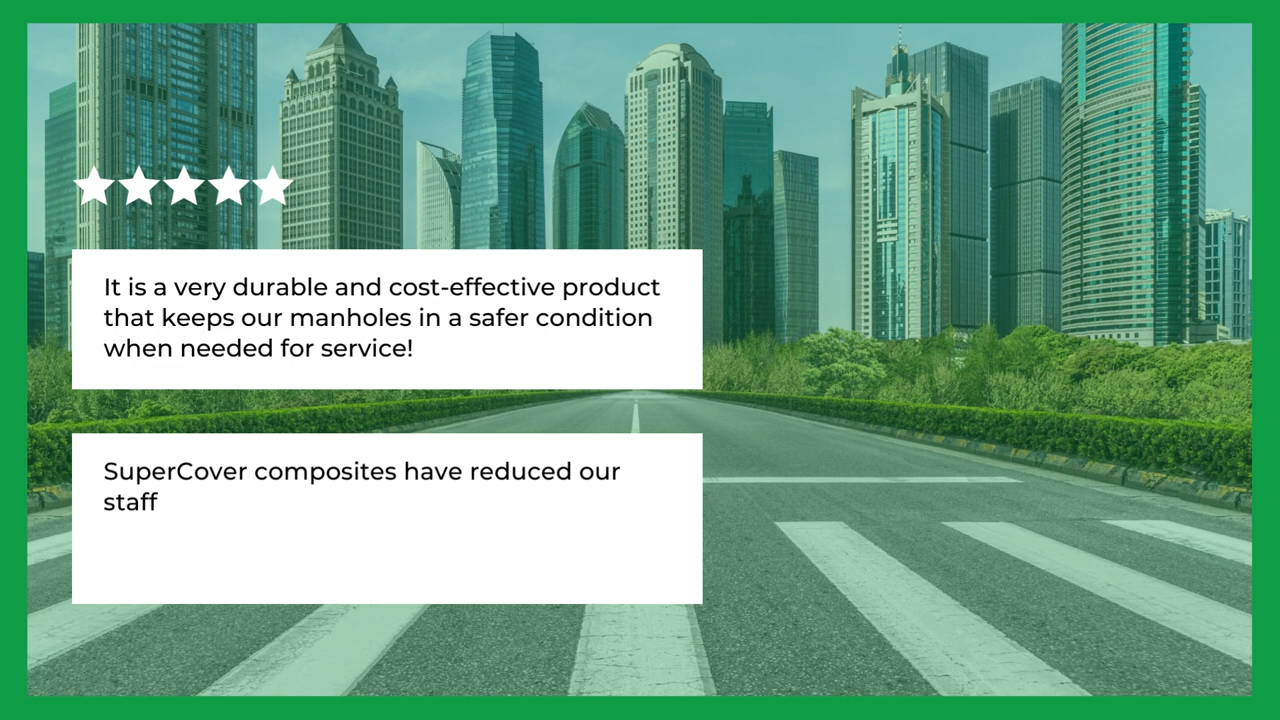 It is a very durable and cost-effective product
that keeps our manholes in a safer condition
when needed for service!
SuperCover composites have reduced our
staff